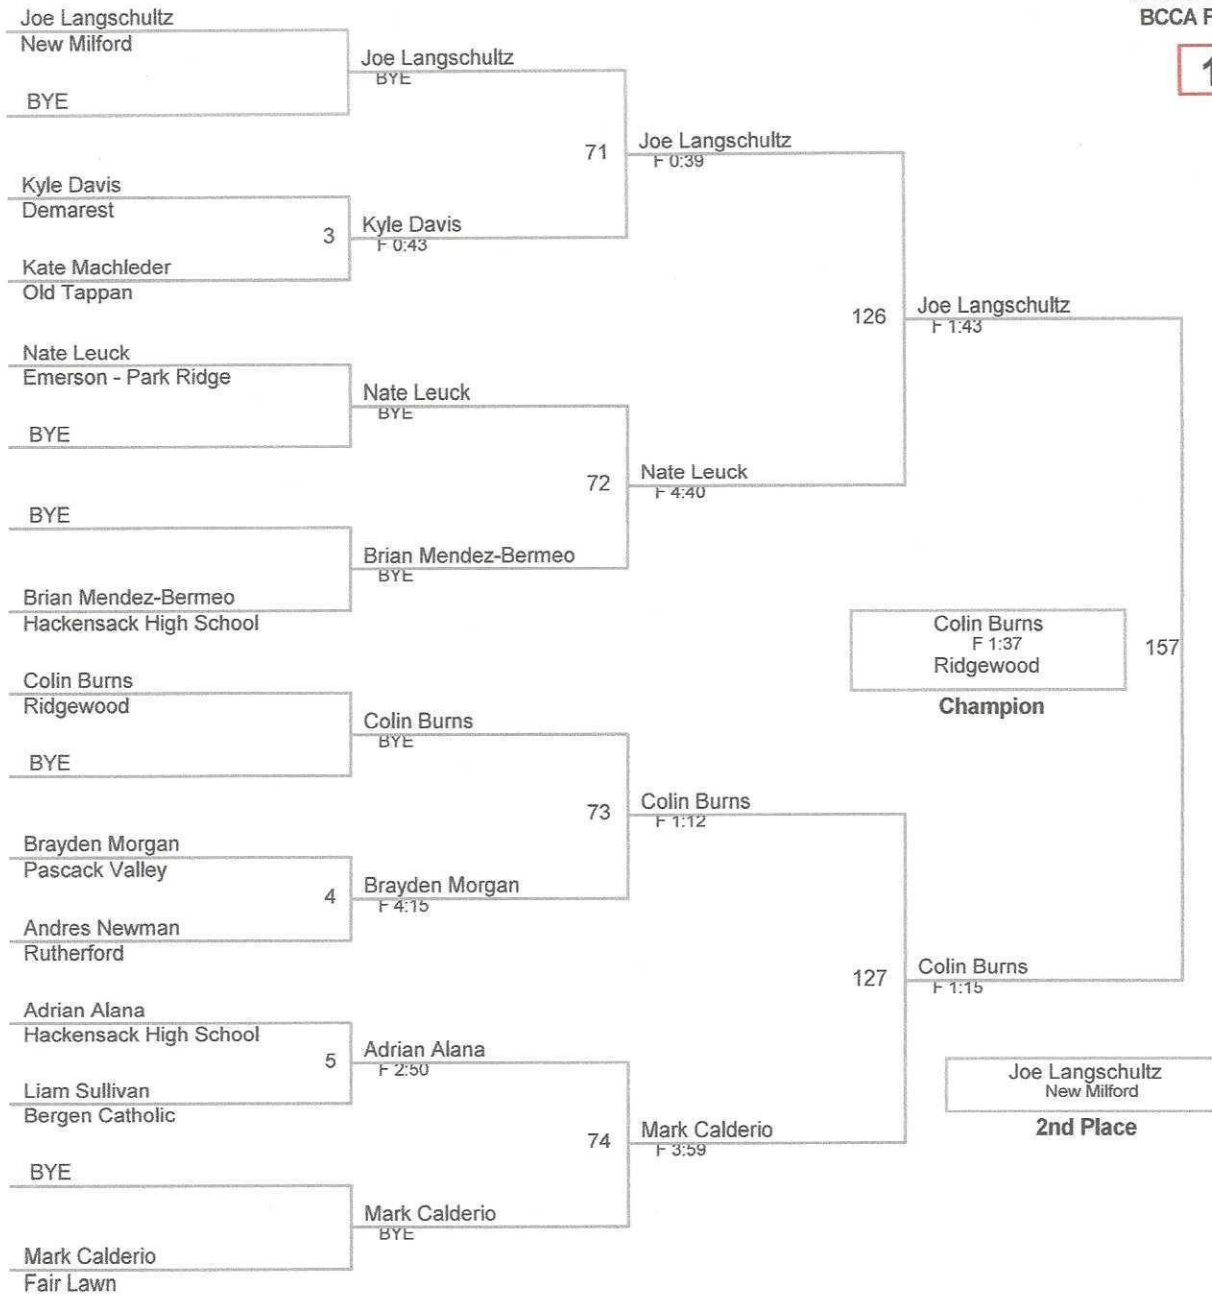 BCCA F
Joe Langschultz
New Milford
BYE
Kyle Davis
Demarest
Kate Machleder
Old Tappan
Nate Leuck
Emerson - Park Ridge
BYE
BYE
Brian Mendez-Bermeo
Hackensack High School
Colin Burns
Ridgewood
BYE
Brayden Morgan
Pascack Valley
Andres Newman
Rutherford
Adrian Alana
Hackensack High School
Liam Sullivan
Bergen Catholic
BYE
Mark Calderio
Fair Lawn
3
4
5
Joe Langschultz
BYE
Kyle Davis
F 0:43
Nate Leuck
BYE
Brian Mendez-Bermeo
BYE
Colin Burns
BYE
Brayden Morgan
F 4:15
Adrian Alana
F 2:50
Mark Calderio
BYE
71
72
73
74
Joe Langschultz
F 0:39
Nate Leuck
F 4:40
Colin Burns
F 1:12
Mark Calderio
F 3:59
126
127
Joe Langschultz
F 1:43
Colin Burns
F 1:15
157
Colin Burns
F 1:37
Ridgewood
Champion
Joe Langschultz
New Milford
2nd Place